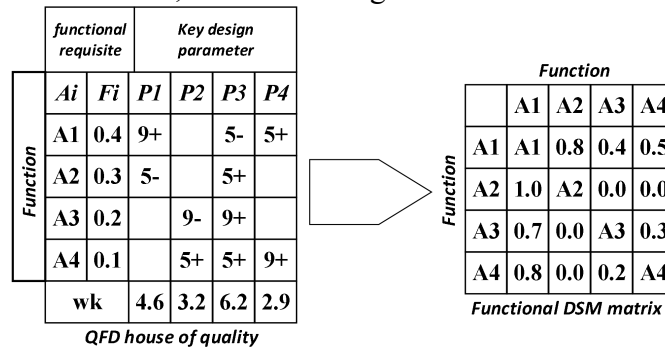 functional requisite Key design parameter
Function
Ai Fi P1 P2 P3 P4
A1 0.4 9+ 5- 5+
A2 0.3 5- 5+
A3 0.2 9- 9+
A4 0.1 5+ 5+ 9+
wk 4.6 3.2 6.2 2.9
QFD house of quality
Function
Function
A1 A2 A3 A4
A1 A1 0.8 0.4 0.5
A2 1.0 A2 0.0 0.0
A3 0.7 0.0 A3 0.3
A4 0.8 0.0 0.2 A4
Functional DSM matrix